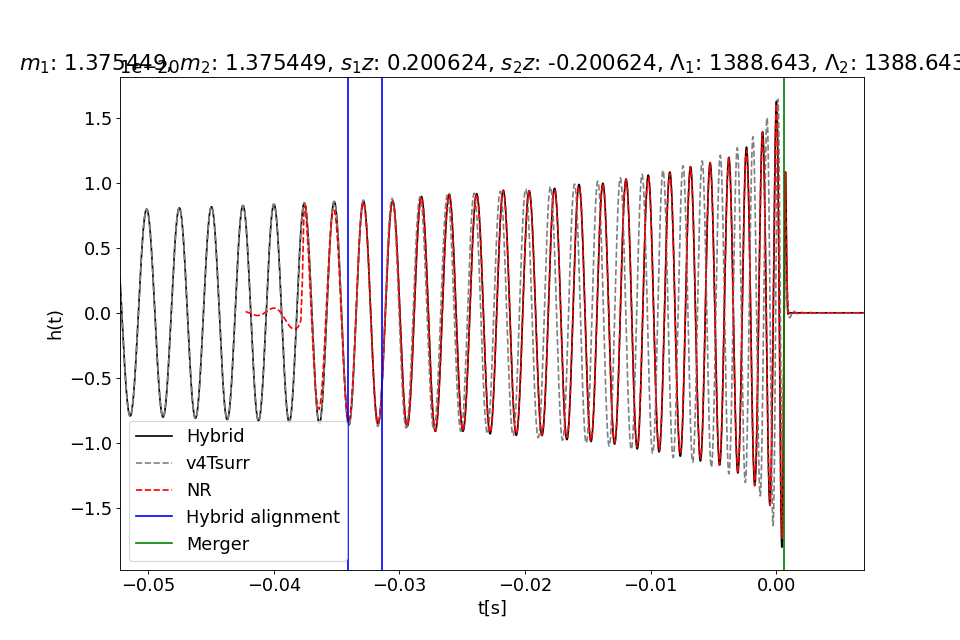 m₁: 1.375449, m₂: 1.375449, s₁z: 0.200624, s₂z: -0.200624, Λ₁: 1388.643, Λ₂: 1388.643
1e−20
1.5
1.0
0.5
0.0
−0.5
−1.0
−1.5
h(t)
Hybrid
v4Tsurr
NR
Hybrid alignment
Merger
−0.05 −0.04 −0.03 −0.02 −0.01 0.00
t[s]